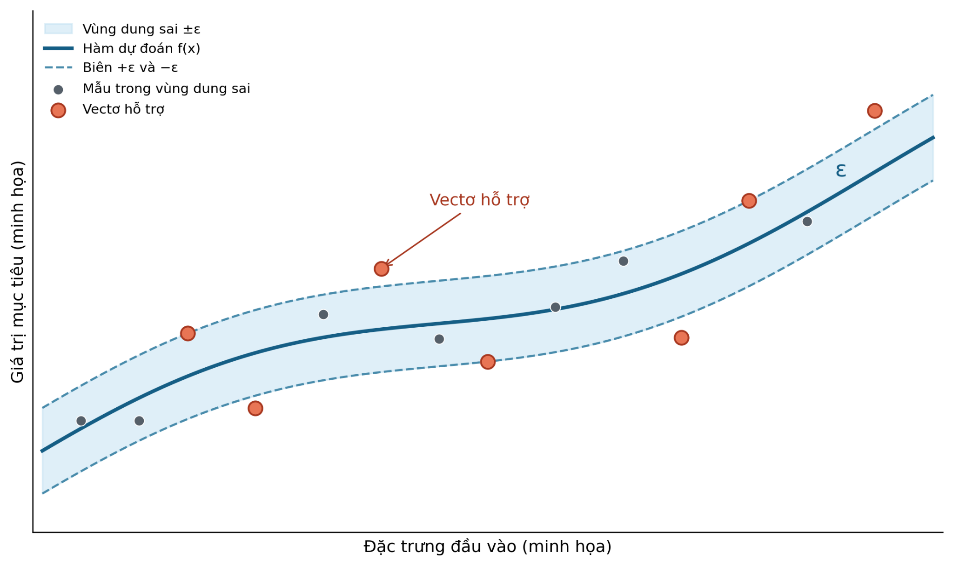 Vùng dung sai ±ε
Hàm dự đoán f(x)
Biên +ε và −ε
Mẫu trong vùng dung sai
Vectơ hỗ trợ
ε
Vectơ hỗ trợ
Giá trị mục tiêu (minh họa)
Đặc trưng đầu vào (minh họa)